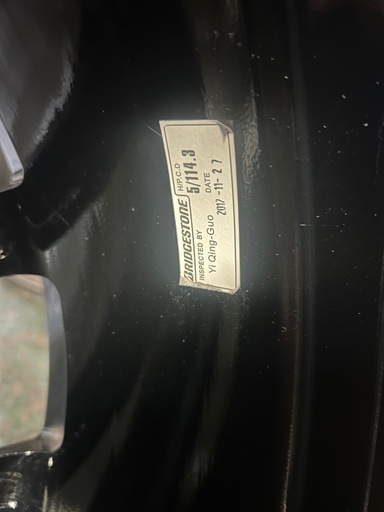 BRIDGESTONE H/P.C.D
5/114.3
INSPECTED BY DATE
Yi Qing-Guo 2017-11-27